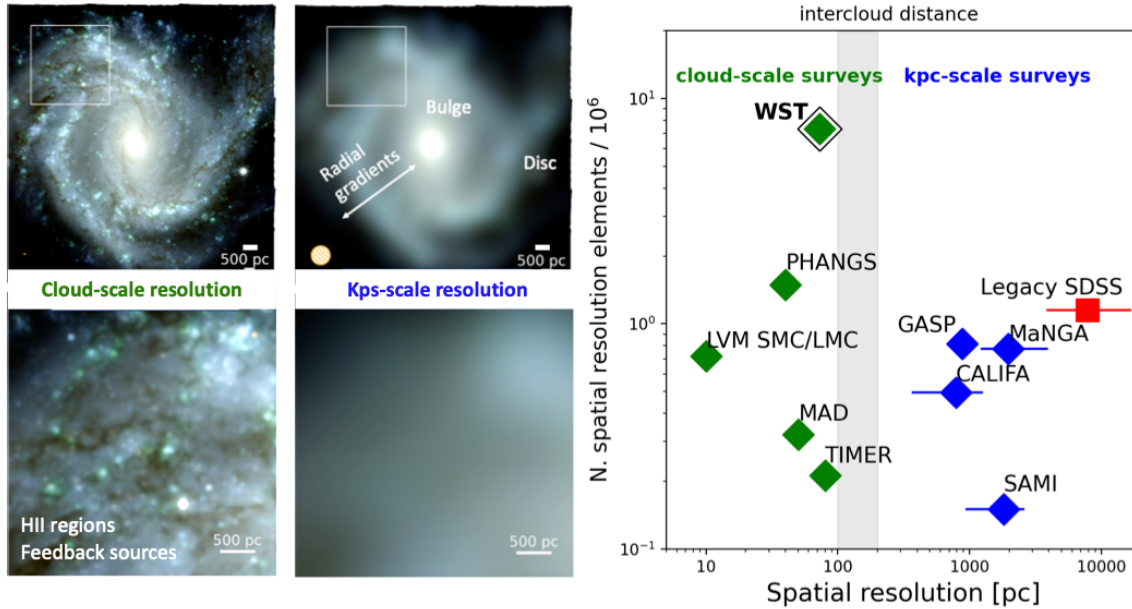 500 pc
Bulge
Radial
gradients
Disc
500 pc
Cloud-scale resolution
Kps-scale resolution
HII regions
Feedback sources
500 pc
500 pc
intercloud distance
cloud-scale surveys
kpc-scale surveys
WST
PHANGS
Legacy SDSS
GASP
MaNGA
LVM SMC/LMC
CALIFA
MAD
TIMER
SAMI
N. spatial resolution elements / 10⁶
10¹
10⁰
10⁻¹
10
100
1000
10000
Spatial resolution [pc]